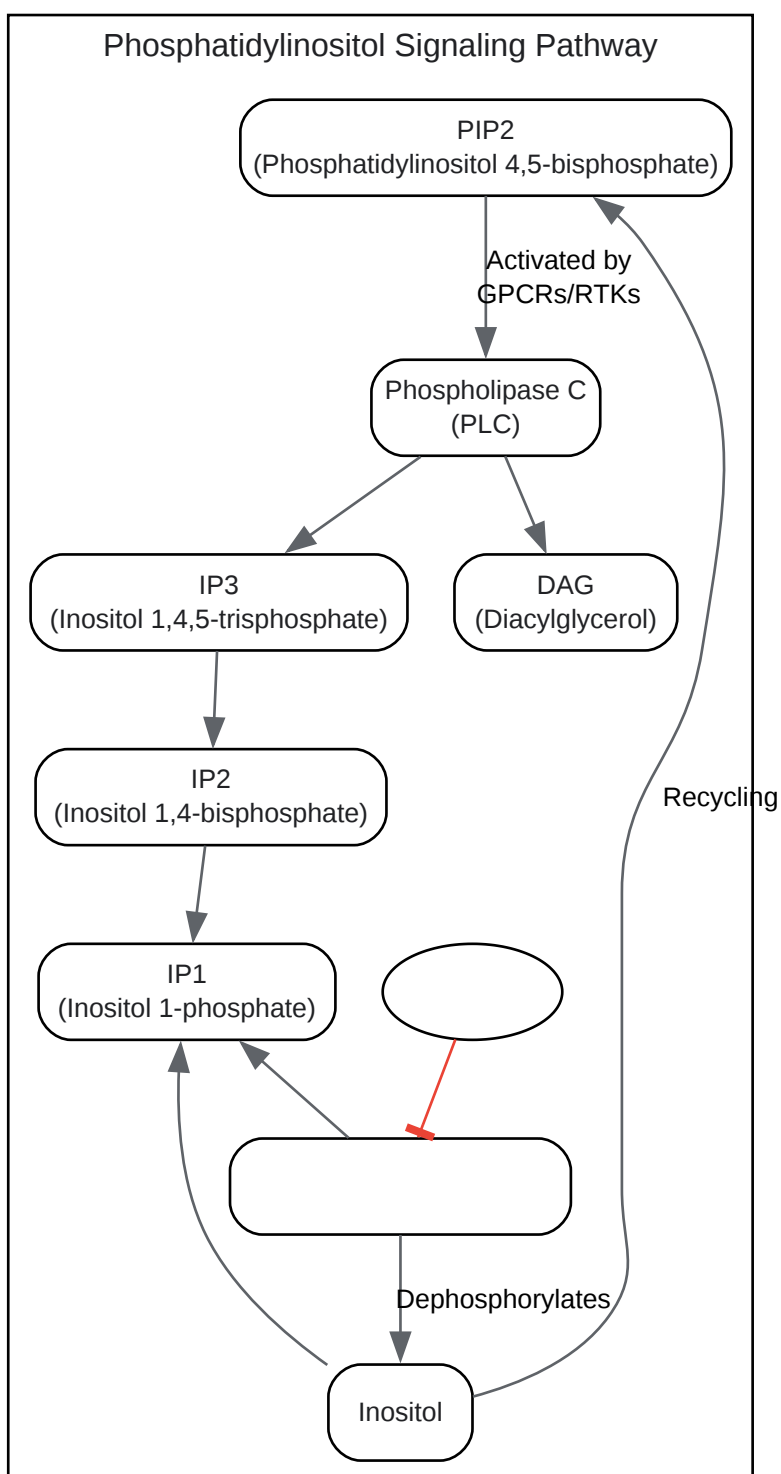 Phosphatidylinositol Signaling Pathway
PIP2
(Phosphatidylinositol 4,5-bisphosphate)
Activated by
GPCRs/RTKs
Phospholipase C
(PLC)
IP3
(Inositol 1,4,5-trisphosphate)
DAG
(Diacylglycerol)
IP2
(Inositol 1,4-bisphosphate)
Recycling
IP1
(Inositol 1-phosphate)
Dephosphorylates
Inositol